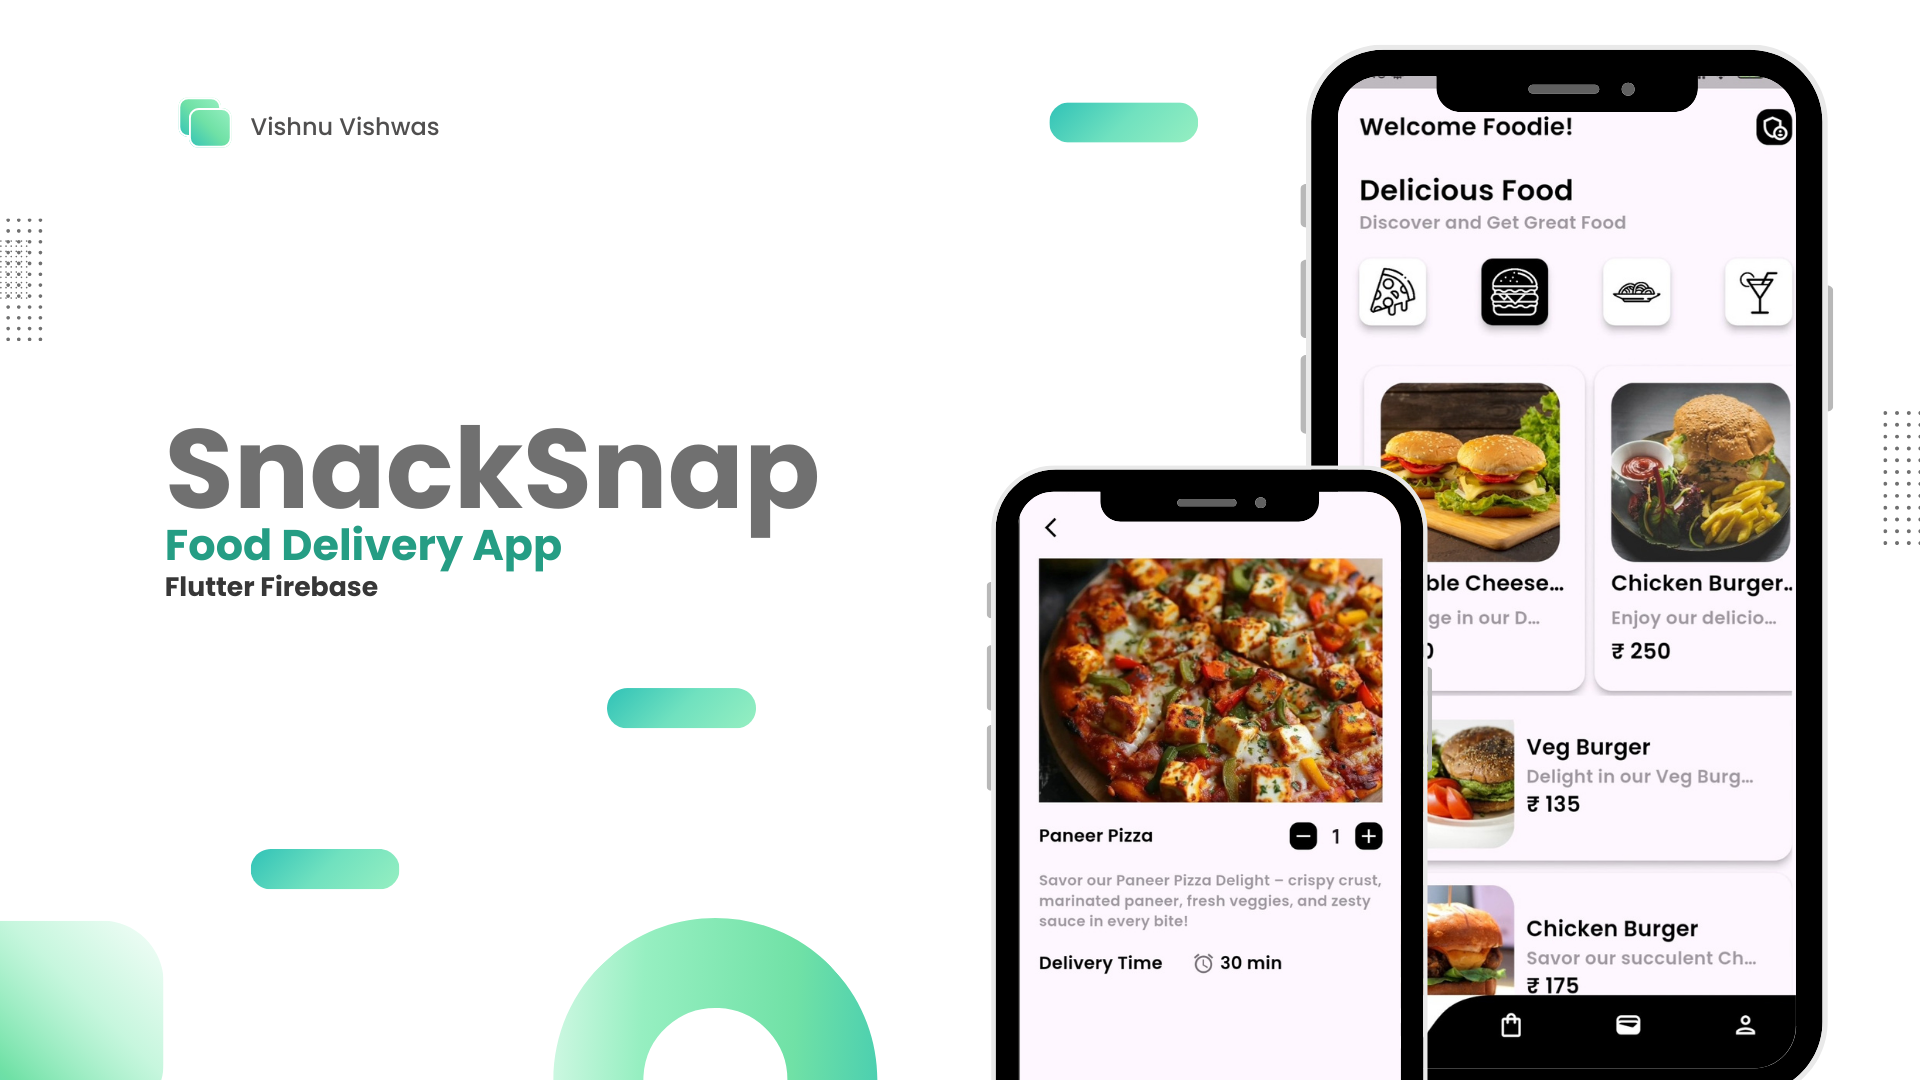 Vishnu Vishwas
SnackSnap
Food Delivery App
Flutter Firebase
Welcome Foodie!
Delicious Food
Discover and Get Great Food
ble Cheese...
ge in our D...
0
Chicken Burger..
Enjoy our delicio...
₹ 250
Veg Burger
Delight in our Veg Burg...
₹ 135
Chicken Burger
Savor our succulent Ch...
₹ 175
Paneer Pizza
1
Savor our Paneer Pizza Delight – crispy crust,
marinated paneer, fresh veggies, and zesty
sauce in every bite!
Delivery Time 30 min